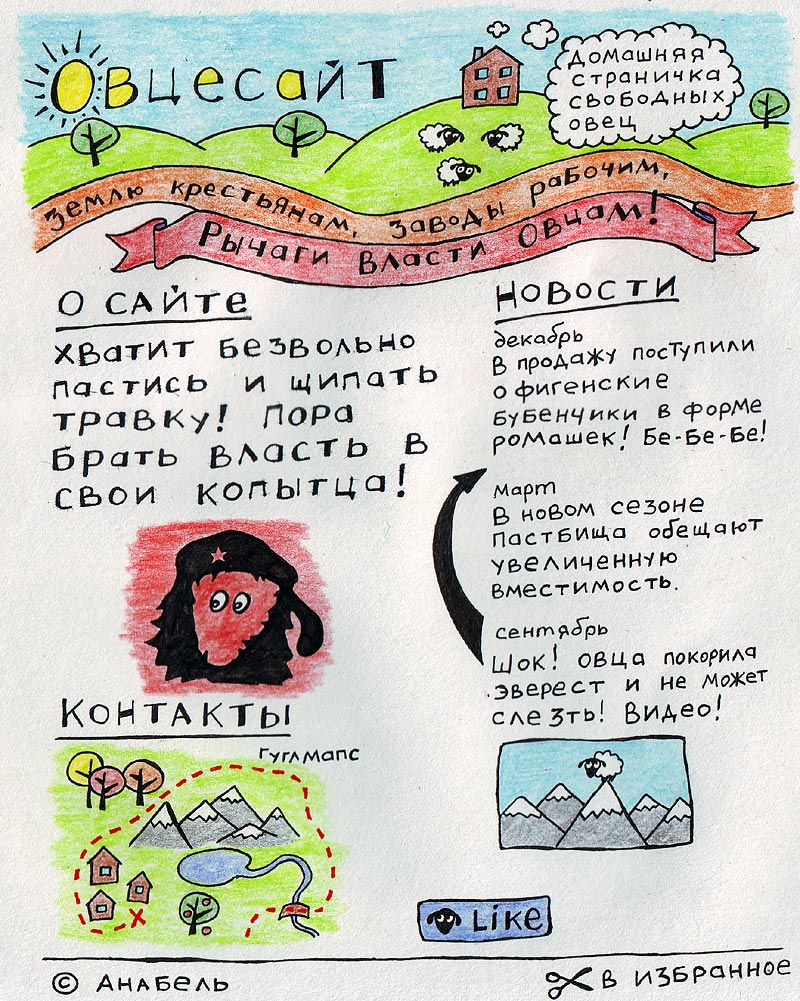 Овцесайт
домашняя
страничка
свободных
овец
Землю крестьянам, заводы рабочим,
Рычаги власти Овцам!
О сайте
хватит безвольно
пастись и щипать
травку! пора
брать власть в
свои копытца!
Контакты
гуглмапс
Новости
декабрь
В продажу поступили
офигенские
бубенчики в форме
ромашек! Бе-Бе-Бе!
март
В новом сезоне
пастбища обещают
увеличенную
вместимость.
сентябрь
Шок! овца покорила
Эверест и не может
слезть! Видео!
Like
© Анабель
в избранное